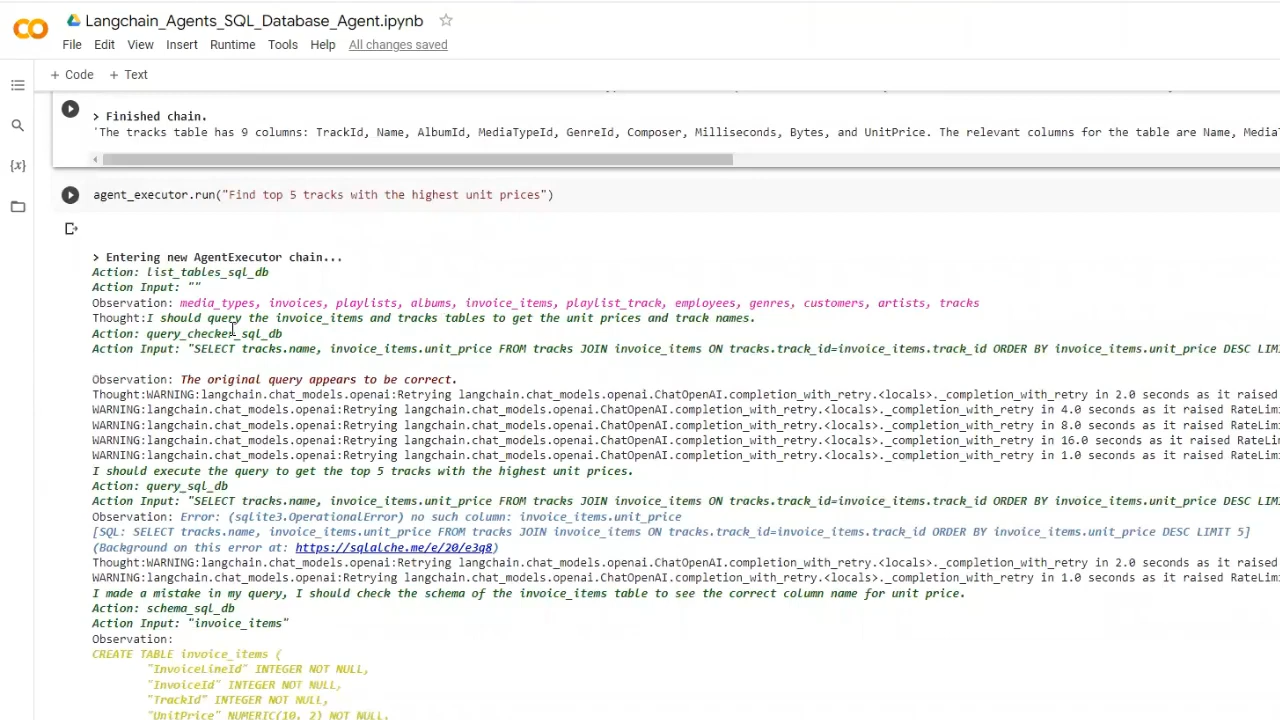 Langchain_Agents_SQL_Database_Agent.ipynb
File Edit View Insert Runtime Tools Help All changes saved
+ Code + Text
> Finished chain.
'The tracks table has 9 columns: TrackId, Name, AlbumId, MediaTypeId, GenreId, Composer, Milliseconds, Bytes, and UnitPrice. The relevant columns for the table are Name, Media
{x}
agent_executor.run("Find top 5 tracks with the highest unit prices")
> Entering new AgentExecutor chain...
Action: list_tables_sql_db
Action Input: ""
Observation: media_types, invoices, playlists, albums, invoice_items, playlist_track, employees, genres, customers, artists, tracks
Thought:I should query the invoice_items and tracks tables to get the unit prices and track names.
Action: query_checker_sql_db
Action Input: "SELECT tracks.name, invoice_items.unit_price FROM tracks JOIN invoice_items ON tracks.track_id=invoice_items.track_id ORDER BY invoice_items.unit_price DESC LIMI
Observation: The original query appears to be correct.
Thought:WARNING:langchain.chat_models.openai:Retrying langchain.chat_models.openai.ChatOpenAI.completion_with_retry.<locals>._completion_with_retry in 2.0 seconds as it raised
WARNING:langchain.chat_models.openai:Retrying langchain.chat_models.openai.ChatOpenAI.completion_with_retry.<locals>._completion_with_retry in 4.0 seconds as it raised RateLimi
WARNING:langchain.chat_models.openai:Retrying langchain.chat_models.openai.ChatOpenAI.completion_with_retry.<locals>._completion_with_retry in 8.0 seconds as it raised RateLimi
WARNING:langchain.chat_models.openai:Retrying langchain.chat_models.openai.ChatOpenAI.completion_with_retry.<locals>._completion_with_retry in 16.0 seconds as it raised RateLim
WARNING:langchain.chat_models.openai:Retrying langchain.chat_models.openai.ChatOpenAI.completion_with_retry.<locals>._completion_with_retry in 1.0 seconds as it raised RateLimi
I should execute the query to get the top 5 tracks with the highest unit prices.
Action: query_sql_db
Action Input: "SELECT tracks.name, invoice_items.unit_price FROM tracks JOIN invoice_items ON tracks.track_id=invoice_items.track_id ORDER BY invoice_items.unit_price DESC LIMI
Observation: Error: (sqlite3.OperationalError) no such column: invoice_items.unit_price
[SQL: SELECT tracks.name, invoice_items.unit_price FROM tracks JOIN invoice_items ON tracks.track_id=invoice_items.track_id ORDER BY invoice_items.unit_price DESC LIMIT 5]
(Background on this error at: https://sqlalche.me/e/20/e3q8)
Thought:WARNING:langchain.chat_models.openai:Retrying langchain.chat_models.openai.ChatOpenAI.completion_with_retry.<locals>._completion_with_retry in 2.0 seconds as it raised
WARNING:langchain.chat_models.openai:Retrying langchain.chat_models.openai.ChatOpenAI.completion_with_retry.<locals>._completion_with_retry in 1.0 seconds as it raised RateLimi
I made a mistake in my query, I should check the schema of the invoice_items table to see the correct column name for unit price.
Action: schema_sql_db
Action Input: "invoice_items"
Observation:
CREATE TABLE invoice_items (
"InvoiceLineId" INTEGER NOT NULL,
"InvoiceId" INTEGER NOT NULL,
"TrackId" INTEGER NOT NULL,
"UnitPrice" NUMERIC(10, 2) NOT NULL,